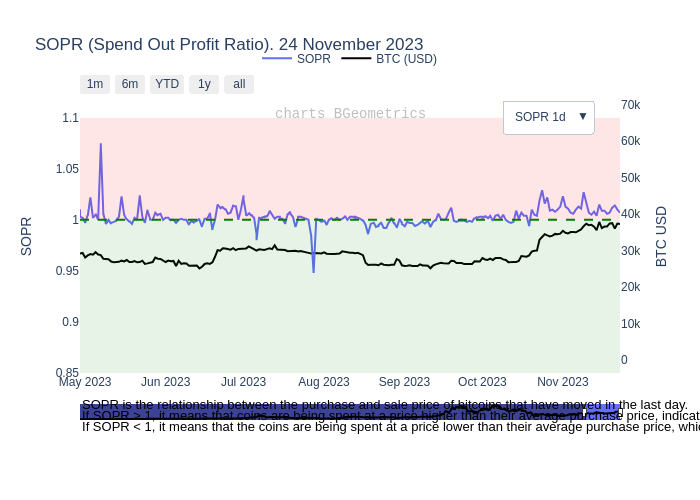 SOPR (Spend Out Profit Ratio). 24 November 2023
SOPR BTC (USD)
1m 6m YTD 1y all
charts BGeometrics
SOPR 1d ▼
1.1
1.05
1
0.95
0.9
0.85
SOPR
70k
60k
50k
40k
30k
20k
10k
0
BTC USD
May 2023 Jun 2023 Jul 2023 Aug 2023 Sep 2023 Oct 2023 Nov 2023
SOPR is the relationship between the purchase and sale price of bitcoins that have moved in the last day.
If SOPR > 1, it means that coins are being spent at a price higher than their average purchase price, indicat
If SOPR < 1, it means that the coins are being spent at a price lower than their average purchase price, whic